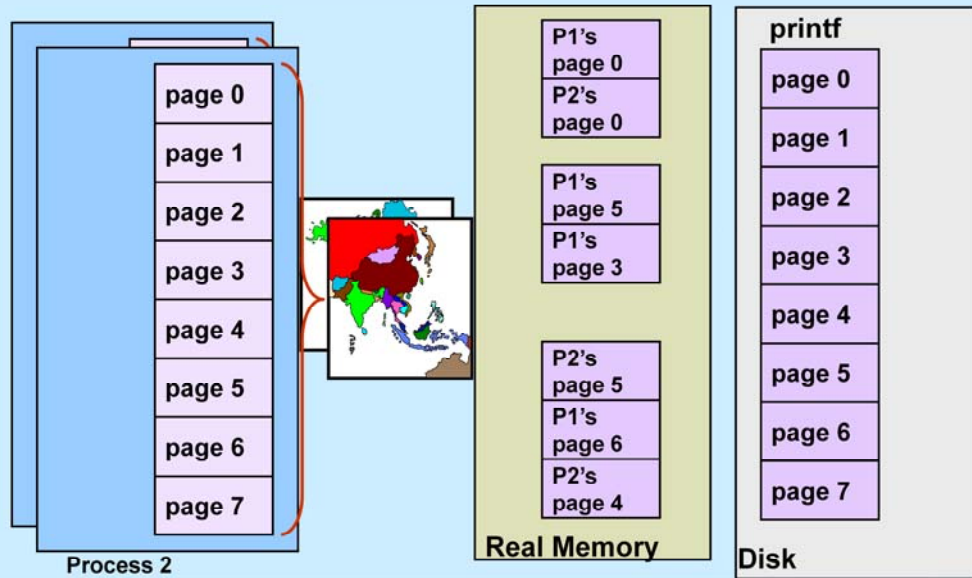 page 0
page 1
page 2
page 3
page 4
page 5
page 6
page 7
Process 2
P1's
page 0
P2's
page 0
P1's
page 5
P1's
page 3
P2's
page 5
P1's
page 6
P2's
page 4
Real Memory
printf
page 0
page 1
page 2
page 3
page 4
page 5
page 6
page 7
Disk